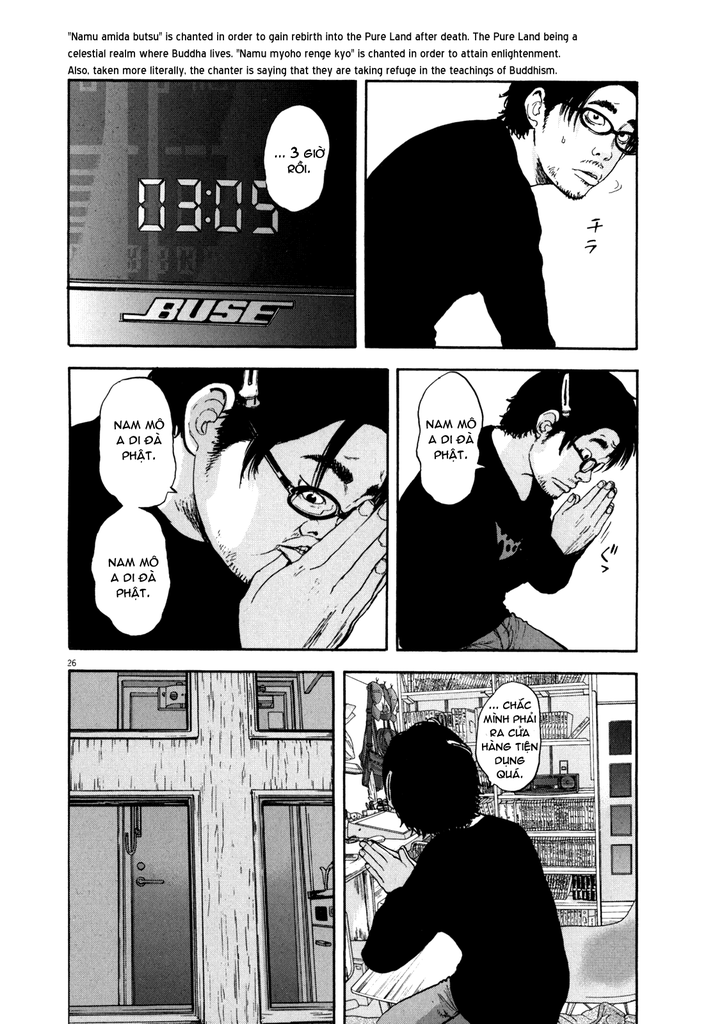 "Namu amida butsu" is chanted in order to gain rebirth into the Pure Land after death. The Pure Land being a
celestial realm where Buddha lives. "Namu myoho renge kyo" is chanted in order to attain enlightenment.
Also, taken more literally, the chanter is saying that they are taking refuge in the teachings of Buddhism.
チラ
... 3 GIỜ
RỒI.
03:05
BUSE
NAM MÔ
A DI ĐÀ
PHẬT.
ぐっ
NAM MÔ
A DI ĐÀ
PHẬT.
NAM MÔ
A DI ĐÀ
PHẬT.
26
... CHẮC
MÌNH PHẢI
RA CỬA
HÀNG TIỆN
DỤNG
QUÁ.